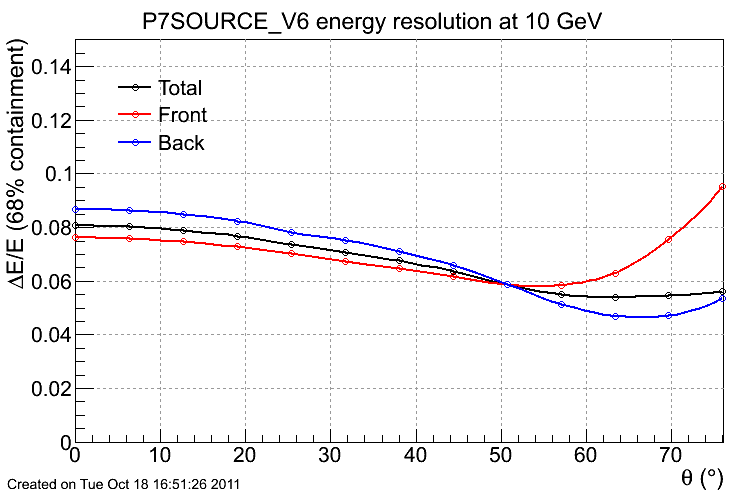 P7SOURCE_V6 energy resolution at 10 GeV
ΔE/E (68% containment)
0.14
0.12
0.1
0.08
0.06
0.04
0.02
0
Total
Front
Back
0 10 20 30 40 50 60 70
θ (°)
Created on Tue Oct 18 16:51:26 2011